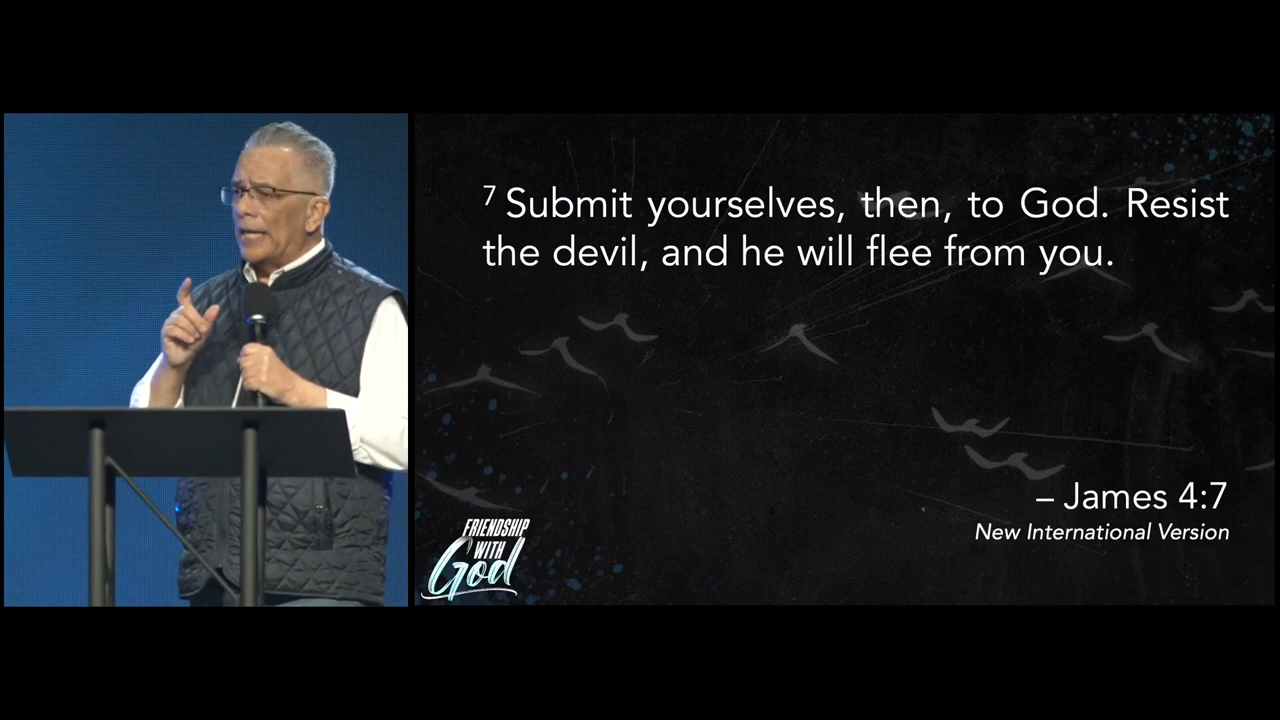 7 Submit yourselves, then, to God. Resist
the devil, and he will flee from you.
– James 4:7
New International Version
FRIENDSHIP
WITH
God